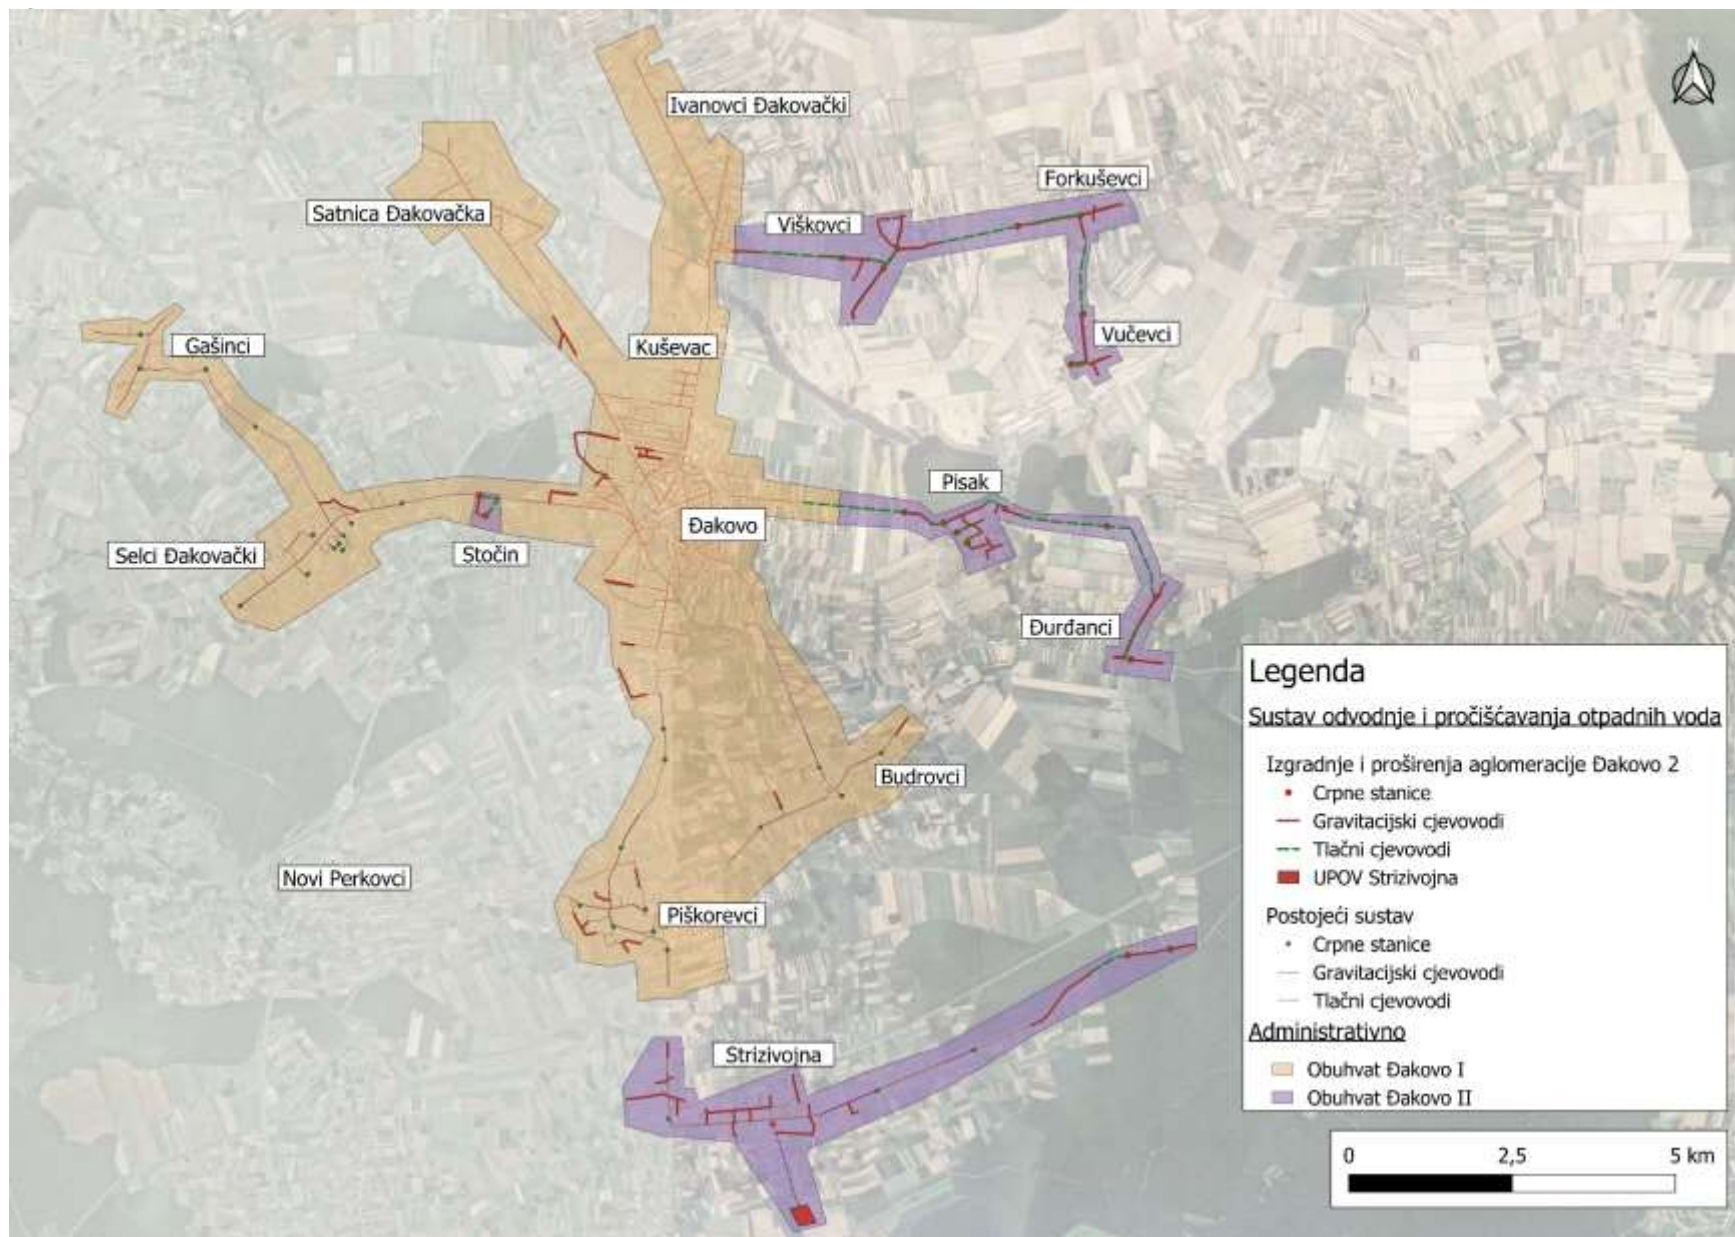 N
Ivanovci Đakovački
Forkuševci
Satnica Đakovačka
Viškovci
Vučevci
Gašinci
Kuševac
Pisak
Đakovo
Selci Đakovački
Stočin
Đurđanci
Budrovci
Novi Perkovci
Piškorevci
Strizivojna
Legenda
Sustav odvodnje i pročišćavanja otpadnih voda
Izgradnje i proširenja aglomeracije Đakovo 2
Crpne stanice
Gravitacijski cjevovodi
Tlačni cjevovodi
UPOV Strizivojna
Postojeći sustav
Crpne stanice
Gravitacijski cjevovodi
Tlačni cjevovodi
Administrativno
Obuhvat Đakovo I
Obuhvat Đakovo II
0 2,5 5 km